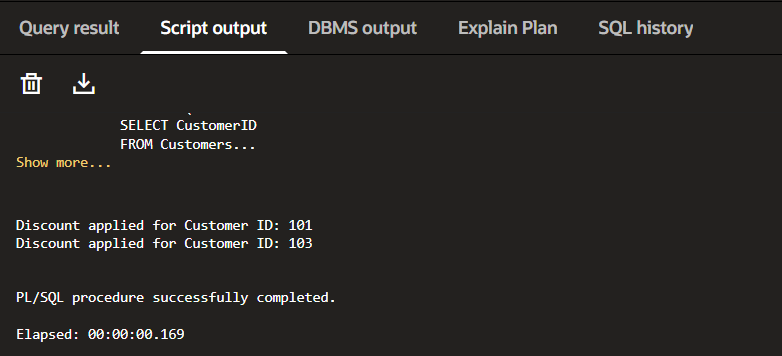 Query result Script output DBMS output Explain Plan SQL history
SELECT CustomerID
FROM Customers...
Show more...
Discount applied for Customer ID: 101
Discount applied for Customer ID: 103
PL/SQL procedure successfully completed.
Elapsed: 00:00:00.169